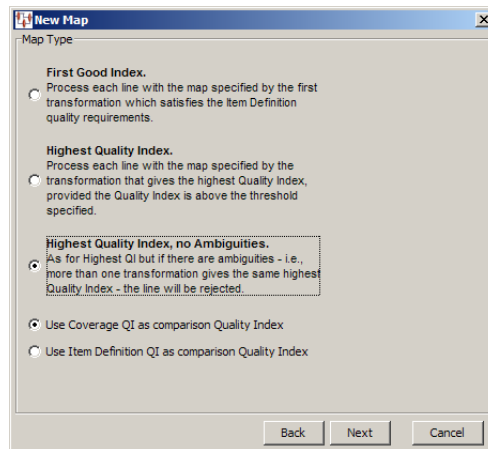 New Map
Map Type
First Good Index.
Process each line with the map specified by the first
transformation which satisfies the Item Definition
quality requirements.
Highest Quality Index.
Process each line with the map specified by the
transformation that gives the highest Quality Index,
provided the Quality Index is above the threshold
specified.
Highest Quality Index, no Ambiguities.
As for Highest QI but if there are ambiguities - i.e.,
more than one transformation gives the same highest
Quality Index - the line will be rejected.
Use Coverage QI as comparison Quality Index
Use Item Definition QI as comparison Quality Index
Back Next Cancel